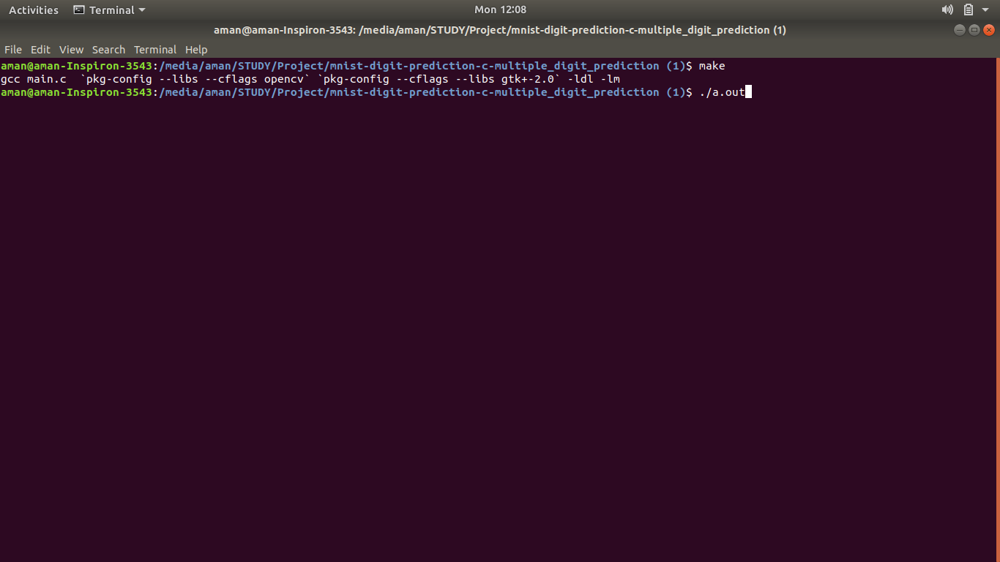 Activities Terminal Mon 12:08
aman@aman-Inspiron-3543: /media/aman/STUDY/Project/mnist-digit-prediction-c-multiple_digit_prediction (1)
File Edit View Search Terminal Help
aman@aman-Inspiron-3543:/media/aman/STUDY/Project/mnist-digit-prediction-c-multiple_digit_prediction (1)$ make
gcc main.c  `pkg-config --libs --cflags opencv` `pkg-config --cflags --libs gtk+-2.0` -ldl -lm
aman@aman-Inspiron-3543:/media/aman/STUDY/Project/mnist-digit-prediction-c-multiple_digit_prediction (1)$ ./a.out